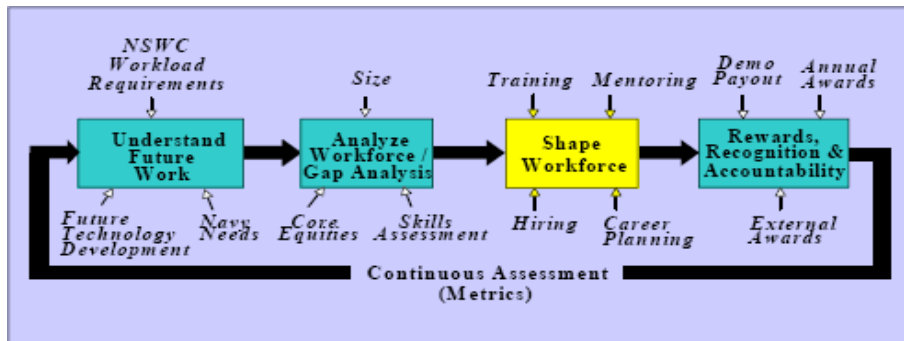 NSWC
Workload
Requirements
Size
Training
Mentoring
Demo
Payout
Annual
Awards
Understand
Future
Work
Analyze
Workforce /
Gap Analysis
Shape
Workforce
Rewards,
Recognition &
Accountability
Future
Technology
Development
Navy
Needs
Core
Equities
Skills
Assessment
Hiring
Career
Planning
External
Awards
Continuous Assessment
(Metrics)